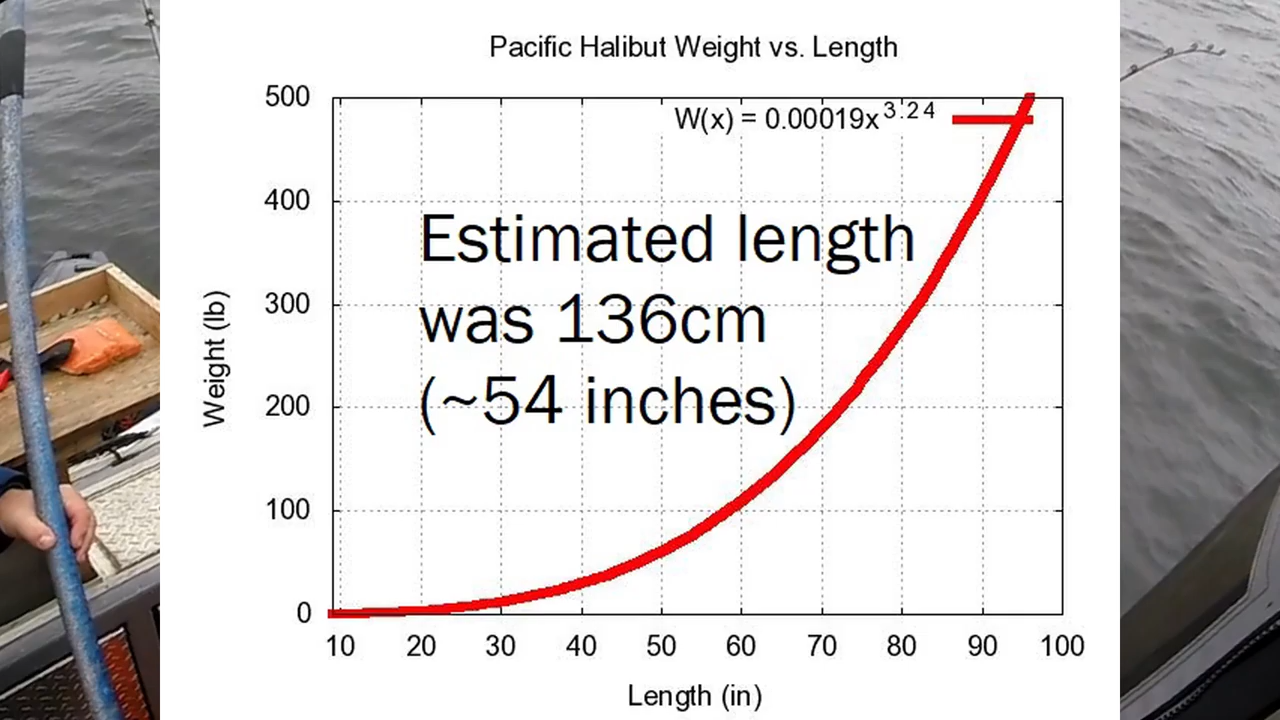 Pacific Halibut Weight vs. Length
W(x) = 0.00019x^3.24
500
400
300
200
100
0
Weight (lb)
Estimated length
was 136cm
(~54 inches)
10 20 30 40 50 60 70 80 90 100
Length (in)